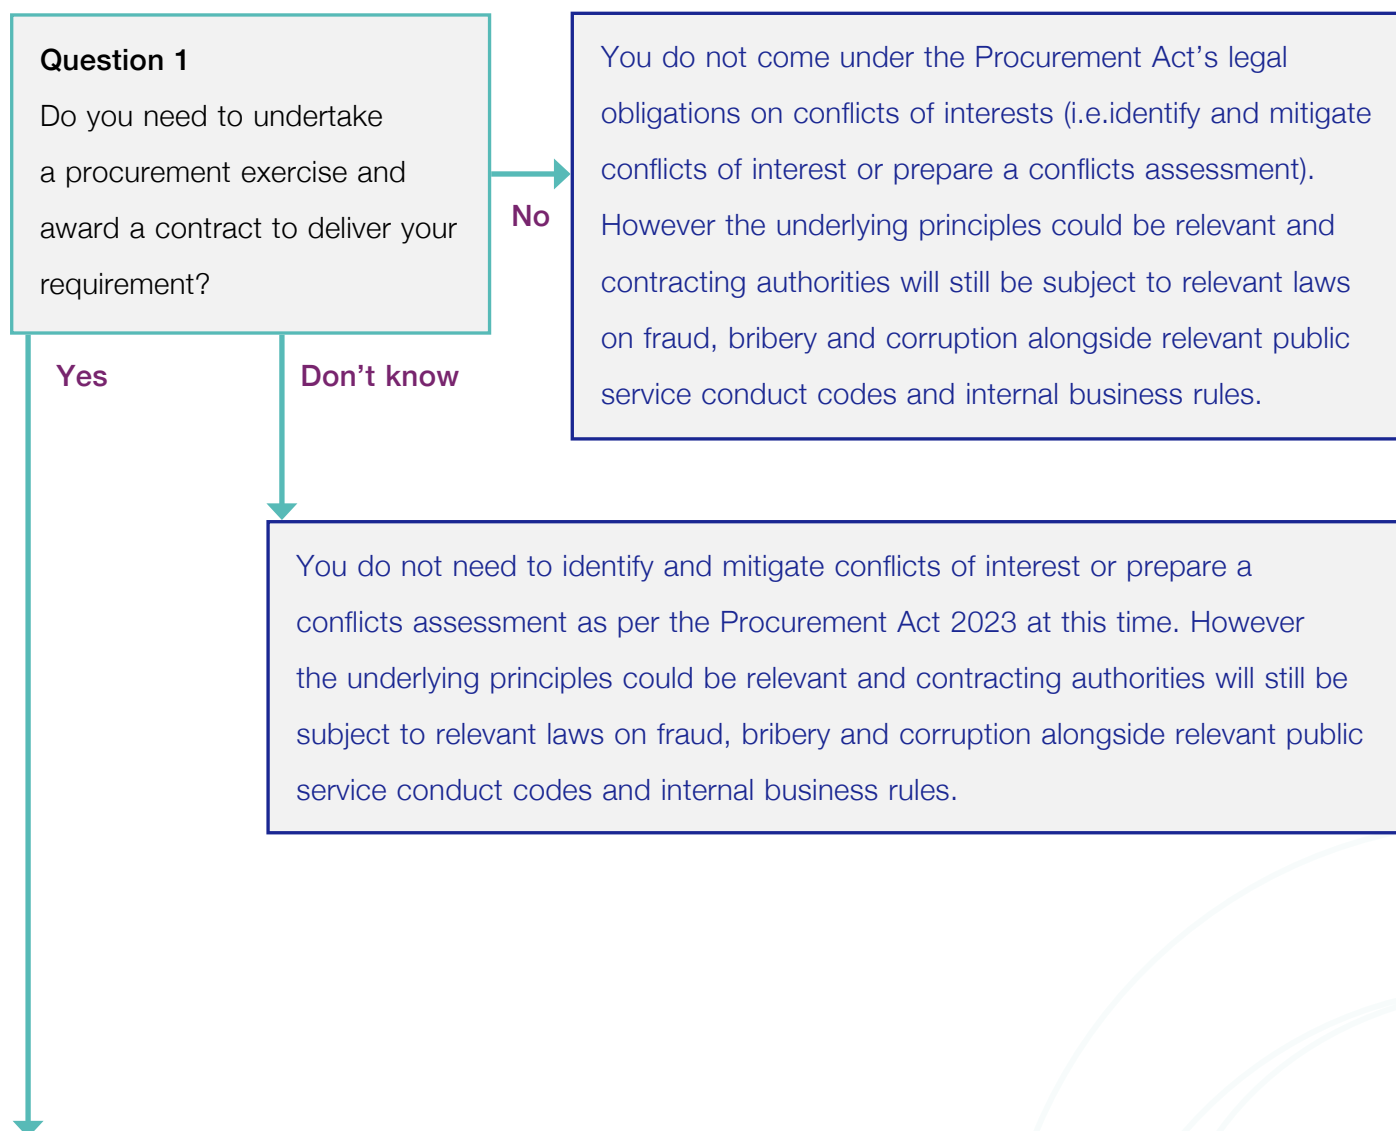 Question 1
Do you need to undertake
a procurement exercise and
award a contract to deliver your
requirement?
No
You do not come under the Procurement Act’s legal
obligations on conflicts of interests (i.e.identify and mitigate
conflicts of interest or prepare a conflicts assessment).
However the underlying principles could be relevant and
contracting authorities will still be subject to relevant laws
on fraud, bribery and corruption alongside relevant public
service conduct codes and internal business rules.
Yes
Don’t know
You do not need to identify and mitigate conflicts of interest or prepare a
conflicts assessment as per the Procurement Act 2023 at this time. However
the underlying principles could be relevant and contracting authorities will still be
subject to relevant laws on fraud, bribery and corruption alongside relevant public
service conduct codes and internal business rules.